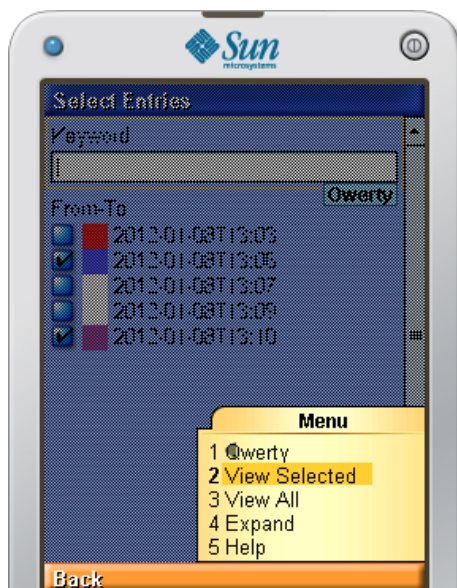 Sun
microsystems
Select Entries
Keyword
Qwerty
From-To
2012-01-08T13:03
2012-01-08T13:06
2012-01-08T13:07
2012-01-08T13:09
2012-01-08T13:10
Menu
1 Qwerty
2 View Selected
3 View All
4 Expand
5 Help
Back